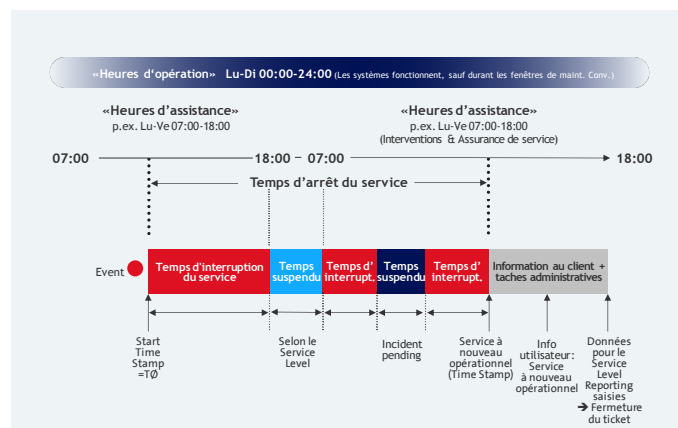 «Heures d'opération» Lu-Di 00:00-24:00 (Les systèmes fonctionnent, sauf durant les fenêtres de maint. Conv.)
«Heures d'assistance»
p.ex. Lu-Ve 07:00-18:00
«Heures d'assistance»
p.ex. Lu-Ve 07:00-18:00
(Interventions & Assurance de service)
07:00
18:00 – 07:00
18:00
Temps d'arrêt du service
Event
Temps d'interruption
du service
Temps
suspendu
Temps d'
interrupt.
Temps
suspendu
Temps d'
interrupt.
Information au client +
taches administratives
Start
Time
Stamp
=TØ
Selon le
Service
Level
Incident
pending
Service à
nouveau
opérationnel
(Time Stamp)
Info
utilisateur:
Service
à nouveau
opérationnel
Données
pour le
Service
Level
Reporting
saisies
➔ Fermeture
du ticket